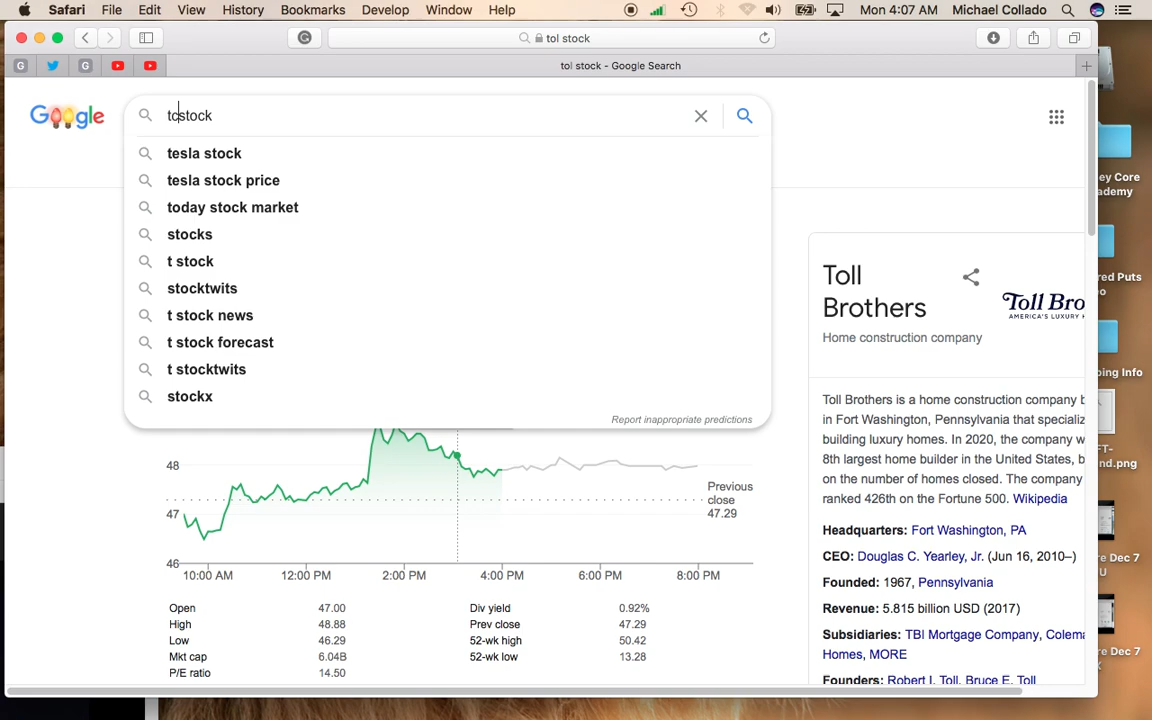 Safari File Edit View History Bookmarks Develop Window Help Mon 4:07 AM Michael Collado
tol stock
G G tol stock - Google Search
Google
tcstock
tesla stock
tesla stock price
today stock market
stocks
t stock
stocktwits
t stock news
t stock forecast
t stocktwits
stockx
Report inappropriate predictions
48
47
46
Previous
close
47.29
10:00 AM 12:00 PM 2:00 PM 4:00 PM 6:00 PM 8:00 PM
Open 47.00 Div yield 0.92%
High 48.88 Prev close 47.29
Low 46.29 52-wk high 50.42
Mkt cap 6.04B 52-wk low 13.28
P/E ratio 14.50
Toll
Brothers
Home construction company
Toll Bro
AMERICA'S LUXURY H
Toll Brothers is a home construction company b
in Fort Washington, Pennsylvania that specializ
building luxury homes. In 2020, the company w
8th largest home builder in the United States, b
on the number of homes closed. The company
ranked 426th on the Fortune 500. Wikipedia
Headquarters: Fort Washington, PA
CEO: Douglas C. Yearley, Jr. (Jun 16, 2010–)
Founded: 1967, Pennsylvania
Revenue: 5.815 billion USD (2017)
Subsidiaries: TBI Mortgage Company, Colema
Homes, MORE
Founders: Robert I. Toll, Bruce E. Toll
ey Core
ademy
red Puts
eo
ping Info
FT-
nd.png
re Dec 7
U
re Dec 7
K